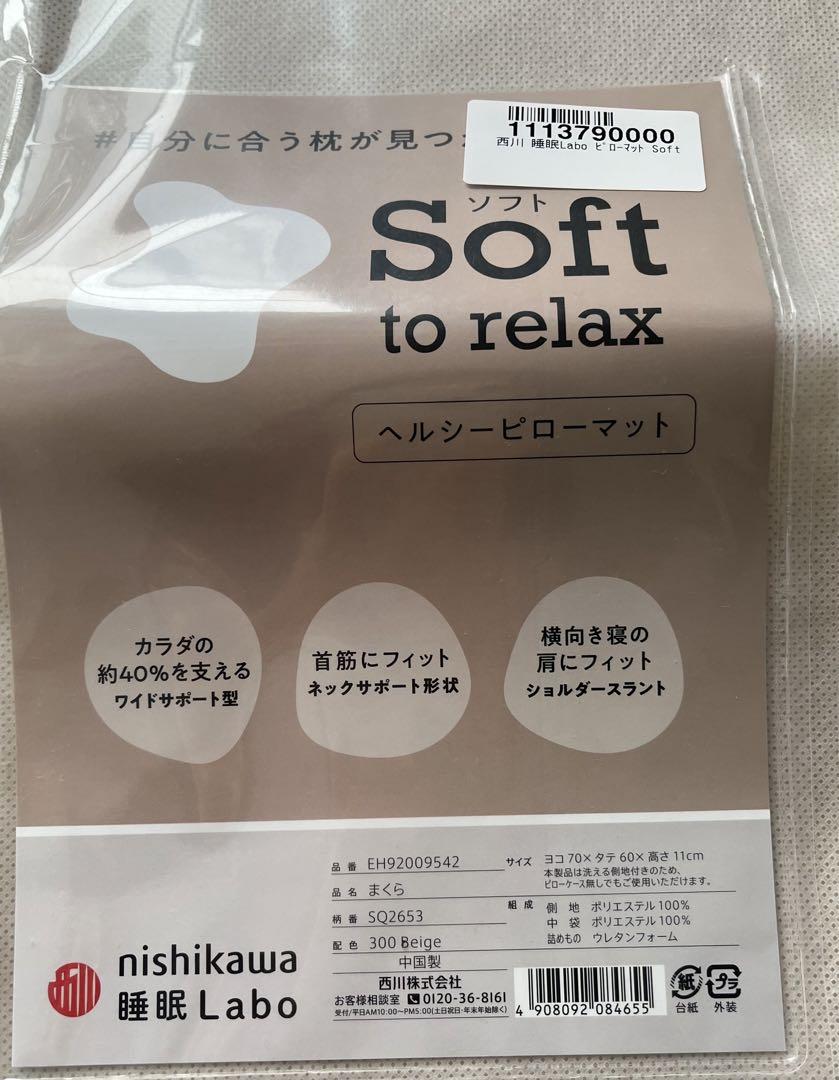 1113790000
西川 睡眠Labo ﾋﾟﾛｰﾏｯﾄ Soft
#自分に合う枕が見つ
ソフト
Soft
to relax
ヘルシーピローマット
カラダの
約40%を支える
ワイドサポート型
首筋にフィット
ネックサポート形状
横向き寝の
肩にフィット
ショルダースラント
品番 EH92009542
品名 まくら
柄番 SQ2653
配色 300 Beige
中国製
サイズ ヨコ70×タテ60×高さ11cm
本製品は洗える側地付きのため、
ピローケース無しでもご使用いただけます。
組成 側地 ポリエステル100%
中袋 ポリエステル100%
詰めもの ウレタンフォーム
nishikawa
睡眠Labo
西川株式会社
お客様相談室 0120-36-8161
受付/平日AM10:00〜PM5:00(土日祝日・年末年始除く)
4 908092 084655
紙
台紙
プラ
外装